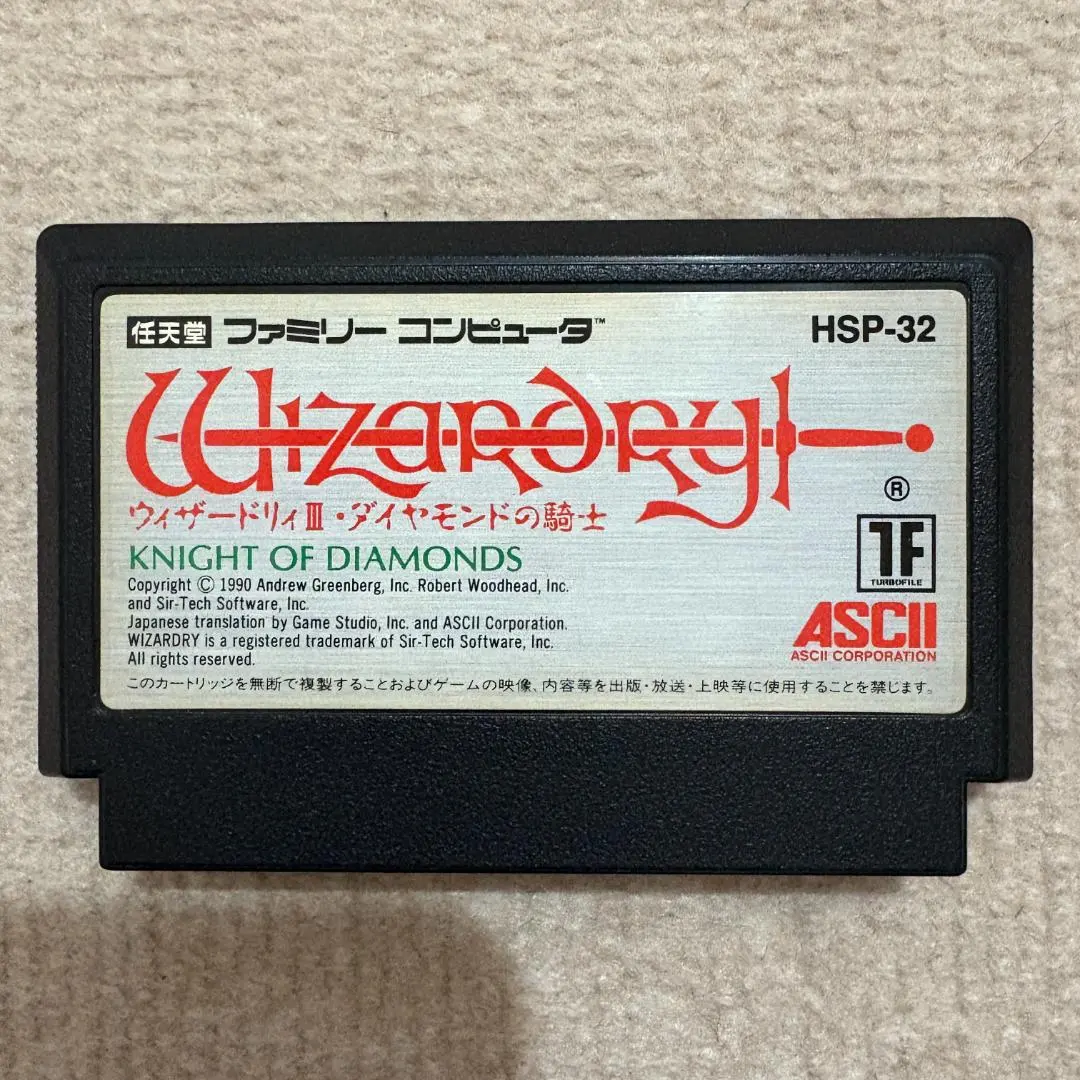 任天堂 ファミリー コンピュータ™ HSP-32
Wizardry
®
ウィザードリィⅢ・ダイヤモンドの騎士
KNIGHT OF DIAMONDS
TF
TURBOFILE
Copyright © 1990 Andrew Greenberg, Inc. Robert Woodhead, Inc.
and Sir-Tech Software, Inc.
Japanese translation by Game Studio, Inc. and ASCII Corporation.
WIZARDRY is a registered trademark of Sir-Tech Software, Inc.
All rights reserved.
ASCII
ASCII CORPORATION
このカートリッジを無断で複製することおよびゲームの映像、内容等を出版・放送・上映等に使用することを禁じます。